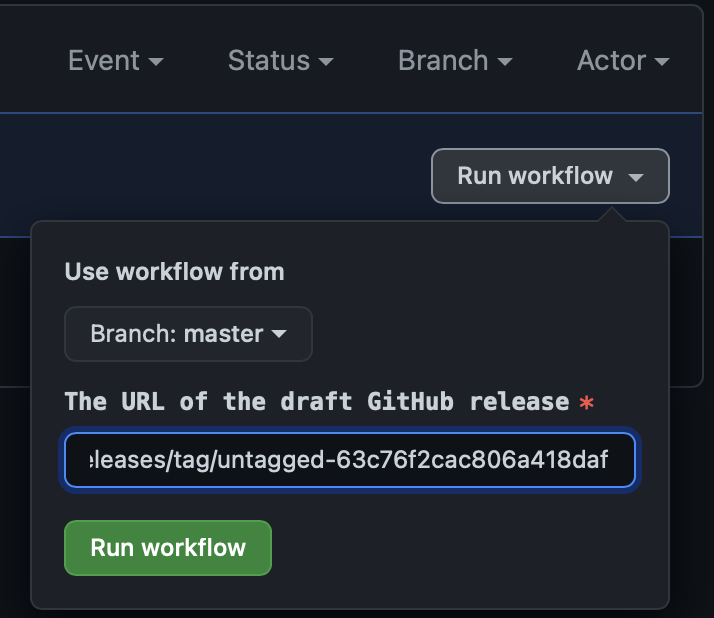 Event Status Branch Actor
Run workflow
Use workflow from
Branch: master
The URL of the draft GitHub release *
eleases/tag/untagged-63c76f2cac806a418daf
Run workflow